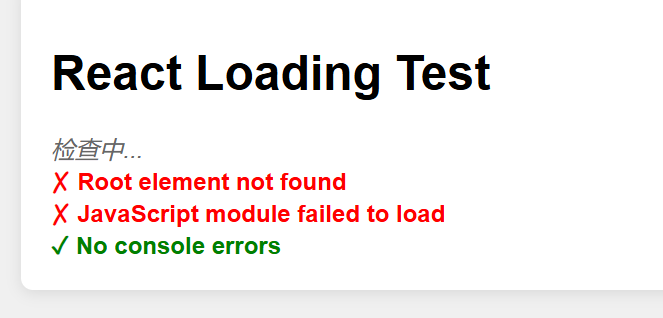 React Loading Test
检查中...
✗ Root element not found
✗ JavaScript module failed to load
✓ No console errors